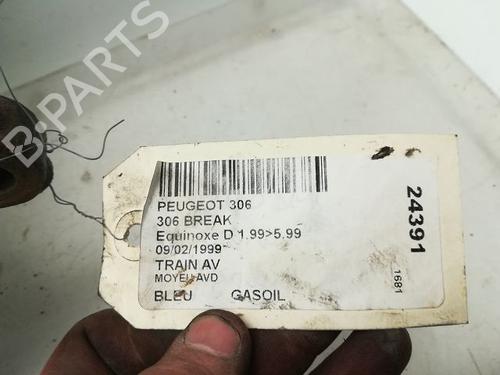 B-PARTS
PEUGEOT 306
306 BREAK
Equinoxe D 1.99>5.99
09/02/1999
TRAIN AV
MOYEU AVD
BLEU GASOIL
24391
1681